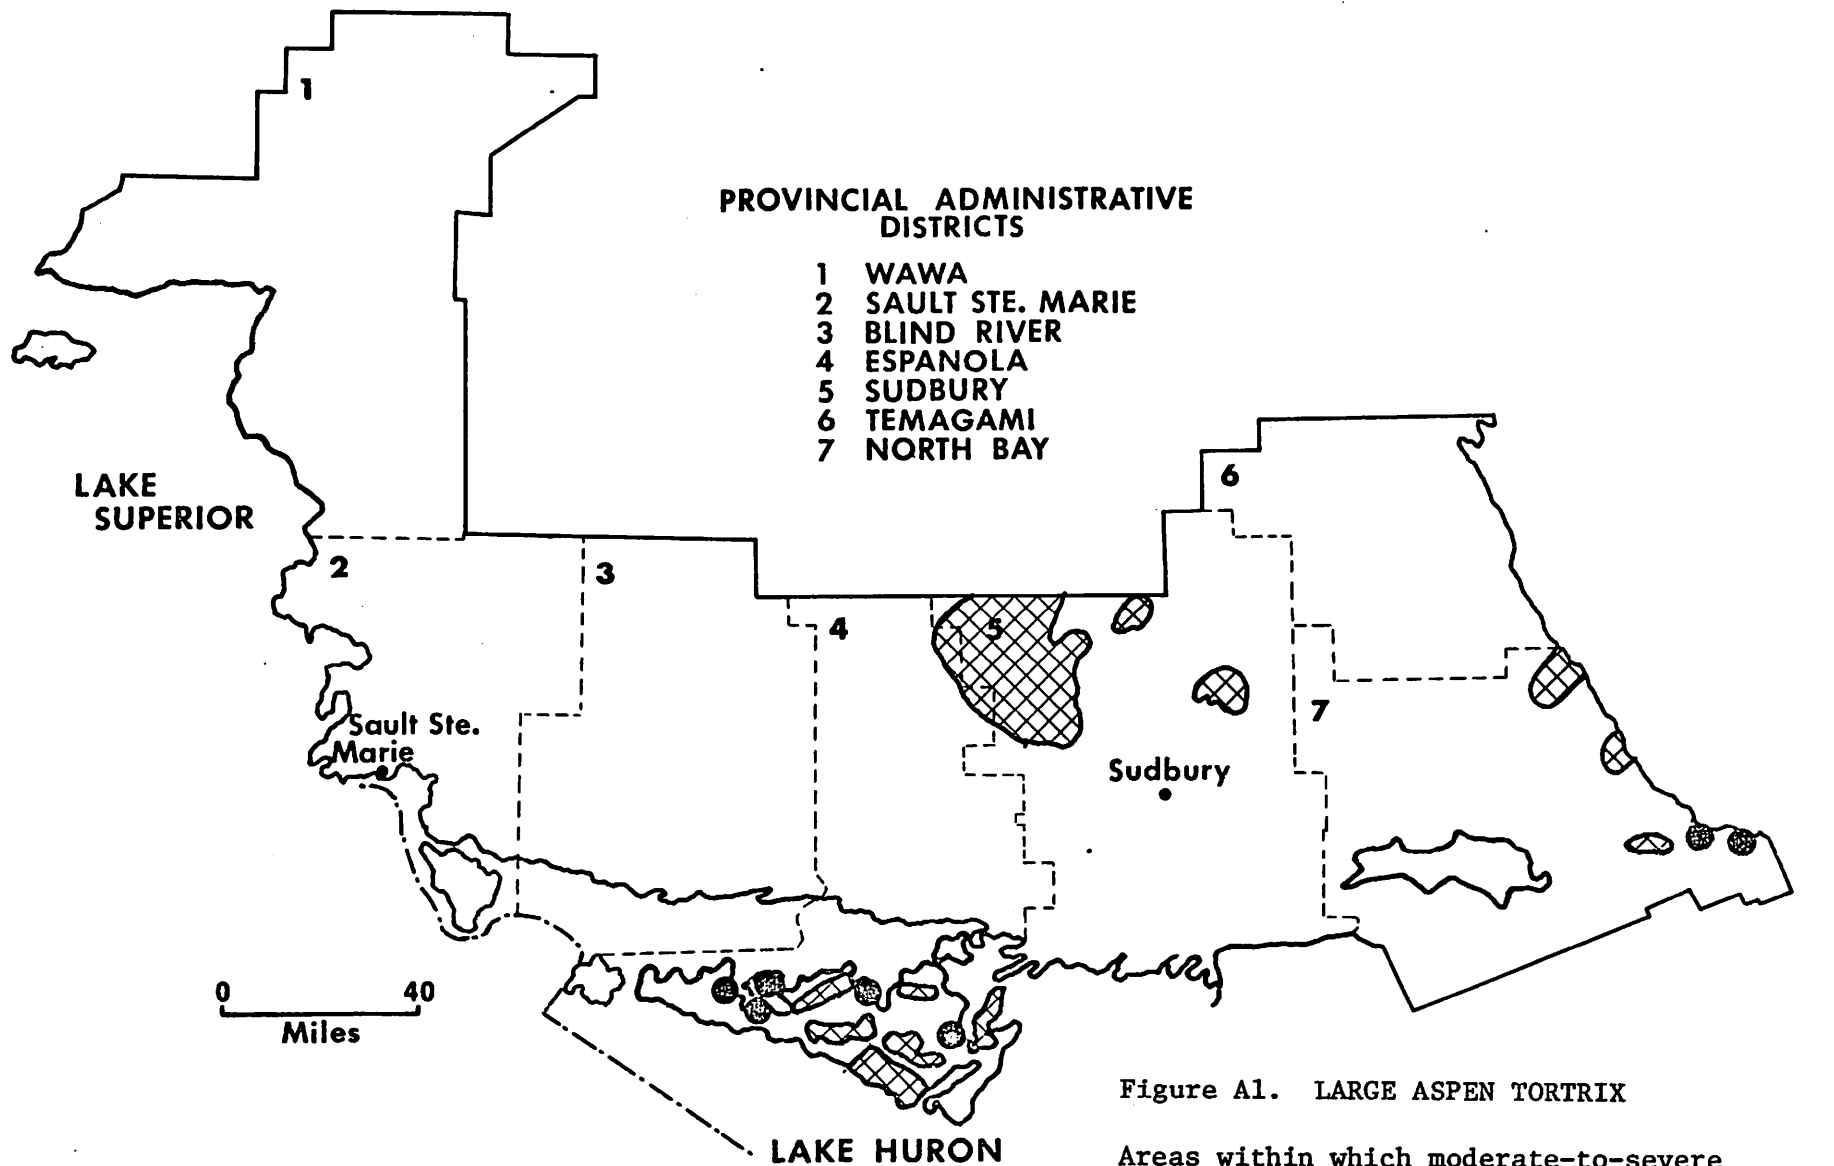 1
PROVINCIAL ADMINISTRATIVE
DISTRICTS
1 WAWA
2 SAULT STE. MARIE
3 BLIND RIVER
4 ESPANOLA
5 SUDBURY
6 TEMAGAMI
7 NORTH BAY
6
LAKE
SUPERIOR
2
3
4
5
7
Sault Ste.
Marie
Sudbury
0 40
Miles
Figure A1. LARGE ASPEN TORTRIX
LAKE HURON
Areas within which moderate-to-severe